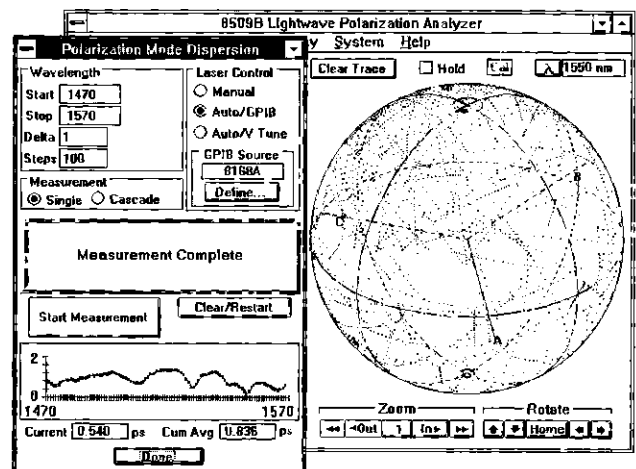 8509B Lightwave Polarization Analyzer
y System Help
Clear Trace Hold Cal λ 1550 nm
B
A
Zoom
Out 1 In
Rotate
Home
Polarization Mode Dispersion
Wavelength
Start 1470
Stop 1570
Delta 1
Steps 100
Laser Control
Manual
Auto/GPIB
Auto/V Tune
GPIB Source
8168A
Define...
Measurement
Single Cascade
Measurement Complete
Start Measurement
Clear/Restart
2
0
1470 1570
Current 0.540 ps Cum Avg 0.836 ps
Done